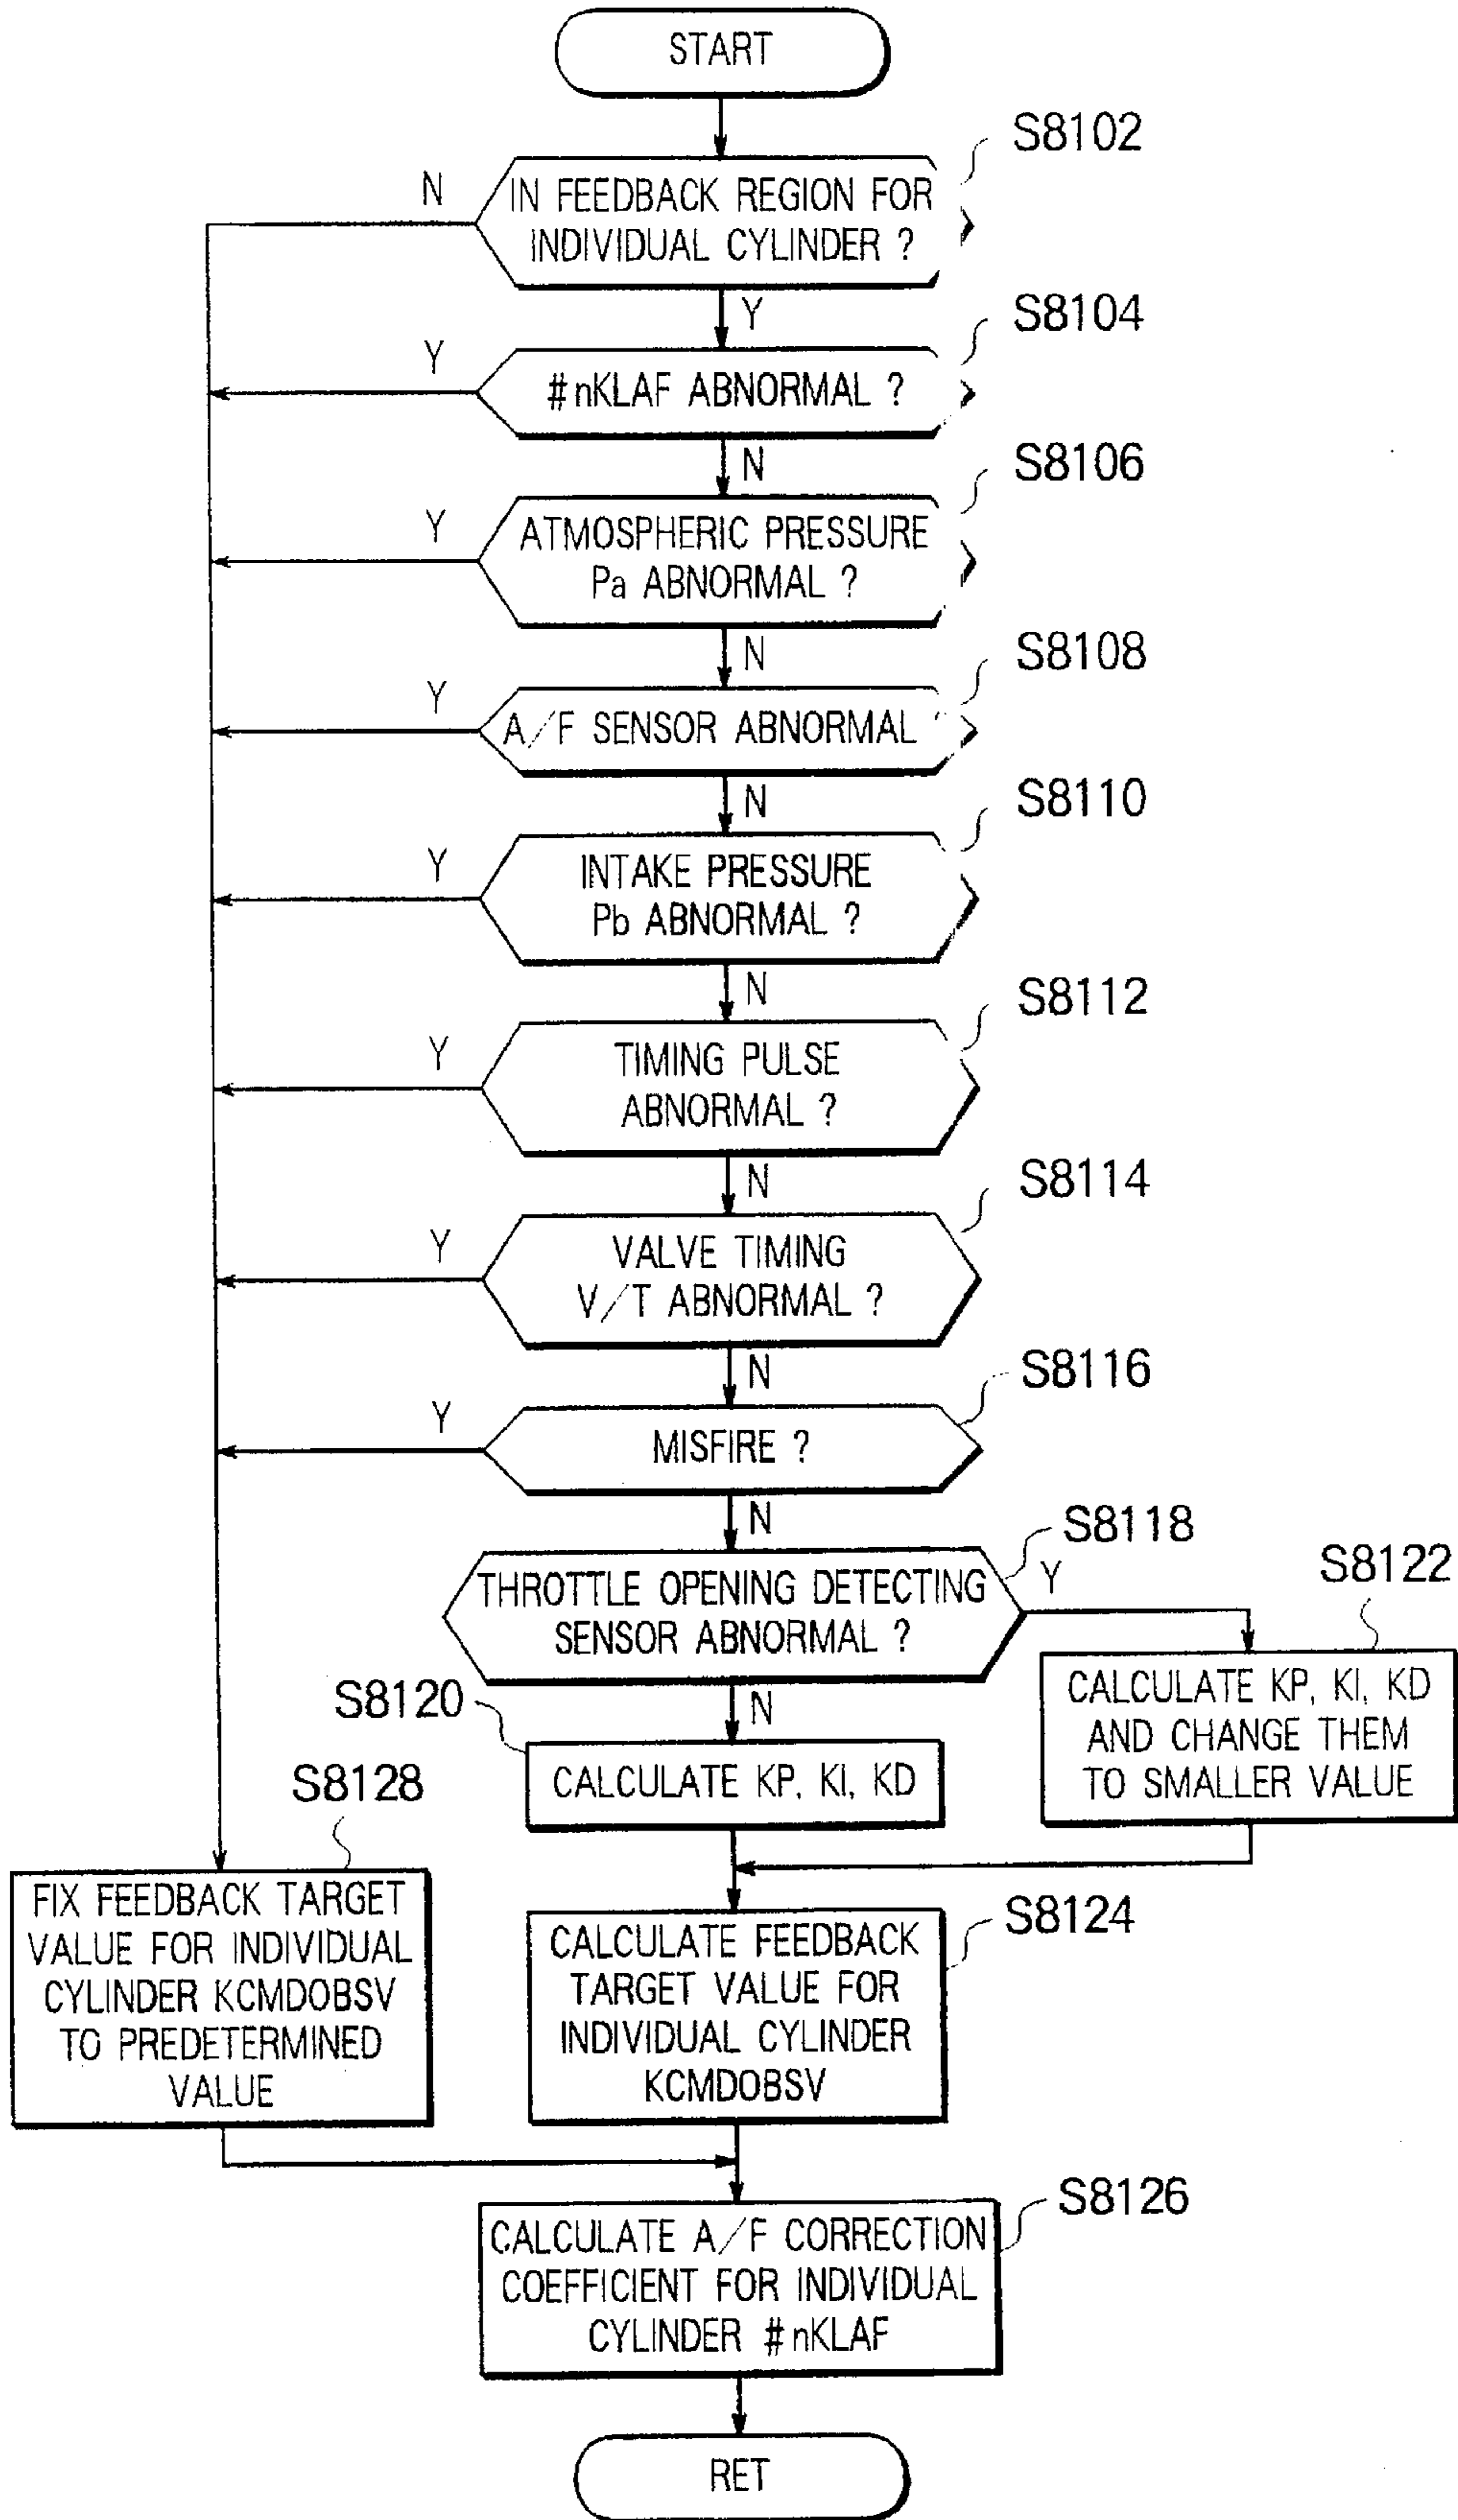 START
S8102
N
IN FEEDBACK REGION FOR
INDIVIDUAL CYLINDER ?
Y
S8104
Y
#nKLAF ABNORMAL ?
N
S8106
Y
ATMOSPHERIC PRESSURE
Pa ABNORMAL ?
N
S8108
Y
A/F SENSOR ABNORMAL
N
S8110
Y
INTAKE PRESSURE
Pb ABNORMAL ?
N
S8112
Y
TIMING PULSE
ABNORMAL ?
N
S8114
Y
VALVE TIMING
V/T ABNORMAL ?
N
S8116
Y
MISFIRE ?
N
S8118
THROTTLE OPENING DETECTING
SENSOR ABNORMAL ?
Y
S8122
CALCULATE KP, KI, KD
AND CHANGE THEM
TO SMALLER VALUE
N
S8120
CALCULATE KP, KI, KD
S8128
FIX FEEDBACK TARGET
VALUE FOR INDIVIDUAL
CYLINDER KCMDOBSV
TO PREDETERMINED
VALUE
S8124
CALCULATE FEEDBACK
TARGET VALUE FOR
INDIVIDUAL CYLINDER
KCMDOBSV
S8126
CALCULATE A/F CORRECTION
COEFFICIENT FOR INDIVIDUAL
CYLINDER #nKLAF
RET